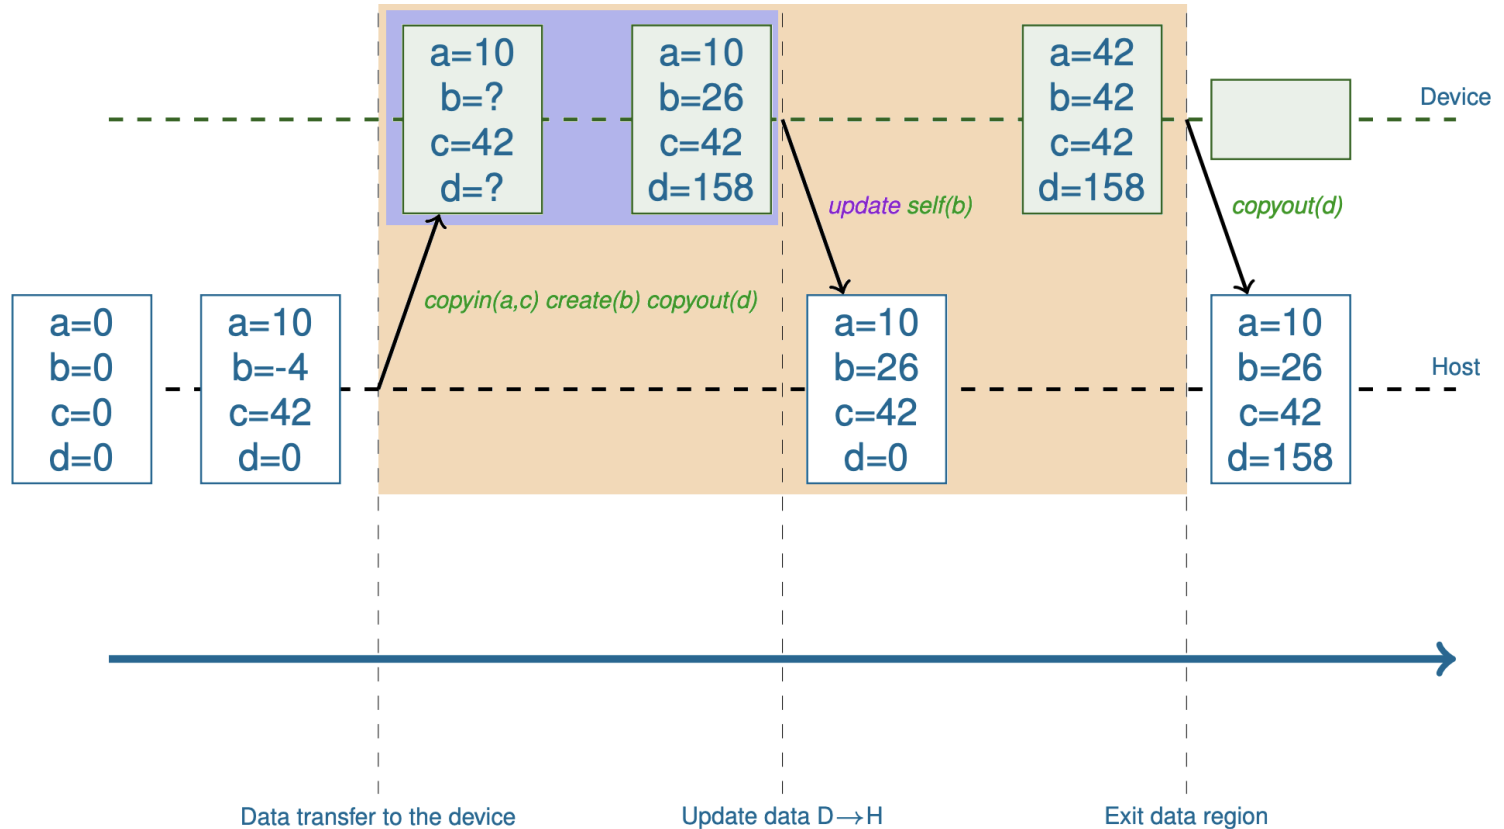 a=10
b=?
c=42
d=?
a=10
b=26
c=42
d=158
a=42
b=42
c=42
d=158
Device
update self(b)
copyout(d)
copyin(a,c) create(b) copyout(d)
a=0
b=0
c=0
d=0
a=10
b=-4
c=42
d=0
a=10
b=26
c=42
d=0
a=10
b=26
c=42
d=158
Host
Data transfer to the device
Update data D→H
Exit data region